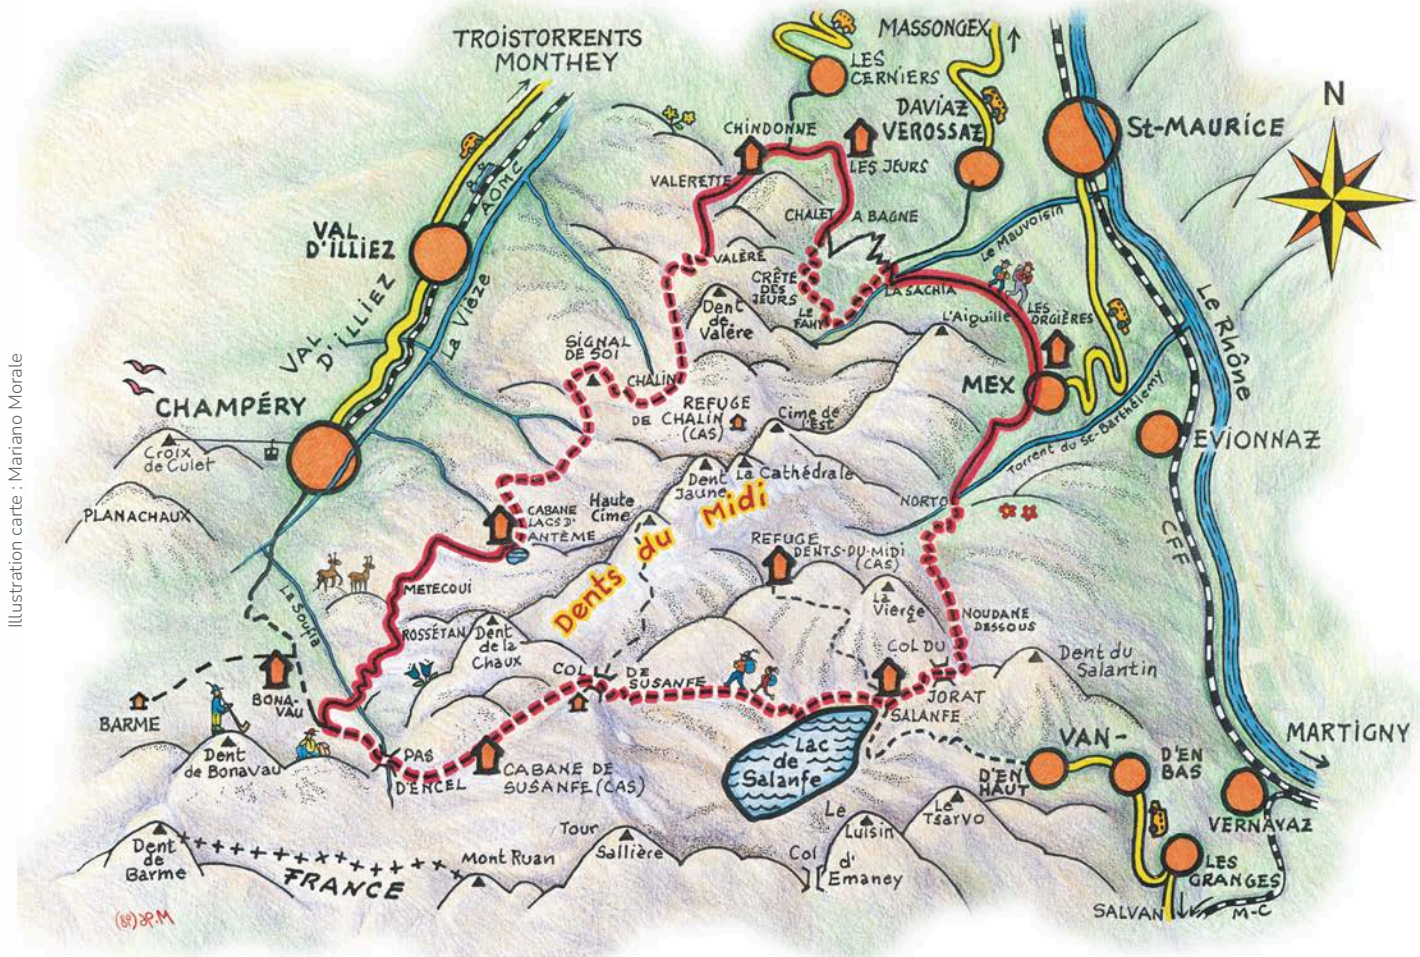 Illustration carte : Mariano Morale
TROISTORRENTS
MONTHEY
MASSONGEX
LES
CERNIERS
DAVIAZ
VEROSSAZ
N
St-MAURICE
CHINDONNE
LES JEURS
VALERETTE
AOMC
CHALET A BAGNE
Le Mauvoisin
VAL
D'ILLIEZ
VAL
D'ILLIEZ
La Vièze
VALÈRE
CRÊTE
DES
JEURS
LE
FAHY
LA SACHIA
Dent
de
Valère
L'Aiguille
LES
ORGIÈRES
Le Rhône
SIGNAL
DE SOI
CHALIN
MEX
REFUGE
DE CHALIN
(CAS)
Cime de
l'Est
Torrent du St-Barthélemy
EVIONNAZ
CHAMPÉRY
Croix
de Culet
PLANACHAUX
Dent
Jaune
La Cathédrale
Haute
Cime
Dents du Midi
NORTO
CFF
CABANE
LACS D'
ANTÈME
REFUGE
DENTS-DU-MIDI
(CAS)
La
Vierge
METECOUI
La Soufla
ROSSÉTAN
Dent
de la
Chaux
NOUDANE
DESSOUS
COL DU
JORAT
Dent du
Salantin
COL DE
SUSANFE
SALANFE
BONA-
VAU
BARME
Dent
de Bonavau
PAS
D'ENCEL
CABANE DE
SUSANFE (CAS)
Lac
de
Salanfe
VAN-
D'EN
HAUT
D'EN
BAS
MARTIGNY
VERNAYAZ
Le
Luisin
Le
Tsarvo
Tour
Sallière
Dent
de
Barme
FRANCE
Mont Ruan
Col
d'
Emaney
LES
GRANGES
SALVAN
M-C